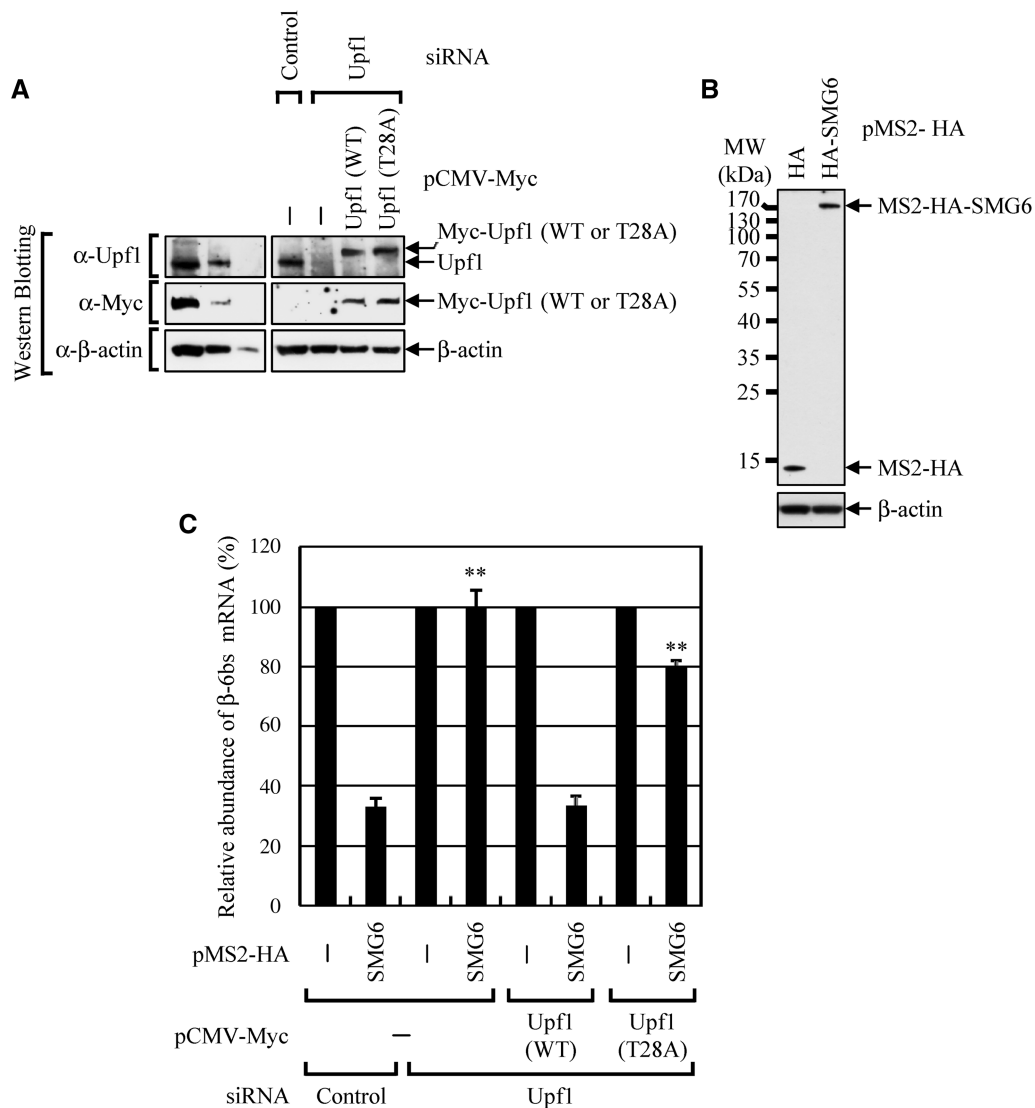 A
Control
Upf1
siRNA
Upf1 (WT)
Upf1 (T28A)
pCMV-Myc
– –
Western Blotting
α-Upf1
α-Myc
α-β-actin
Myc-Upf1 (WT or T28A)
Upf1
Myc-Upf1 (WT or T28A)
β-actin
B
pMS2- HA
HA
HA-SMG6
MW
(kDa)
170
130
100
70
55
40
35
25
15
MS2-HA-SMG6
MS2-HA
β-actin
C
Relative abundance of β-6bs mRNA (%)
120
100
80
60
40
20
0
**
**
pMS2-HA
– SMG6 – SMG6 – SMG6 – SMG6
pCMV-Myc
–
Upf1
(WT)
Upf1
(T28A)
siRNA
Control
Upf1